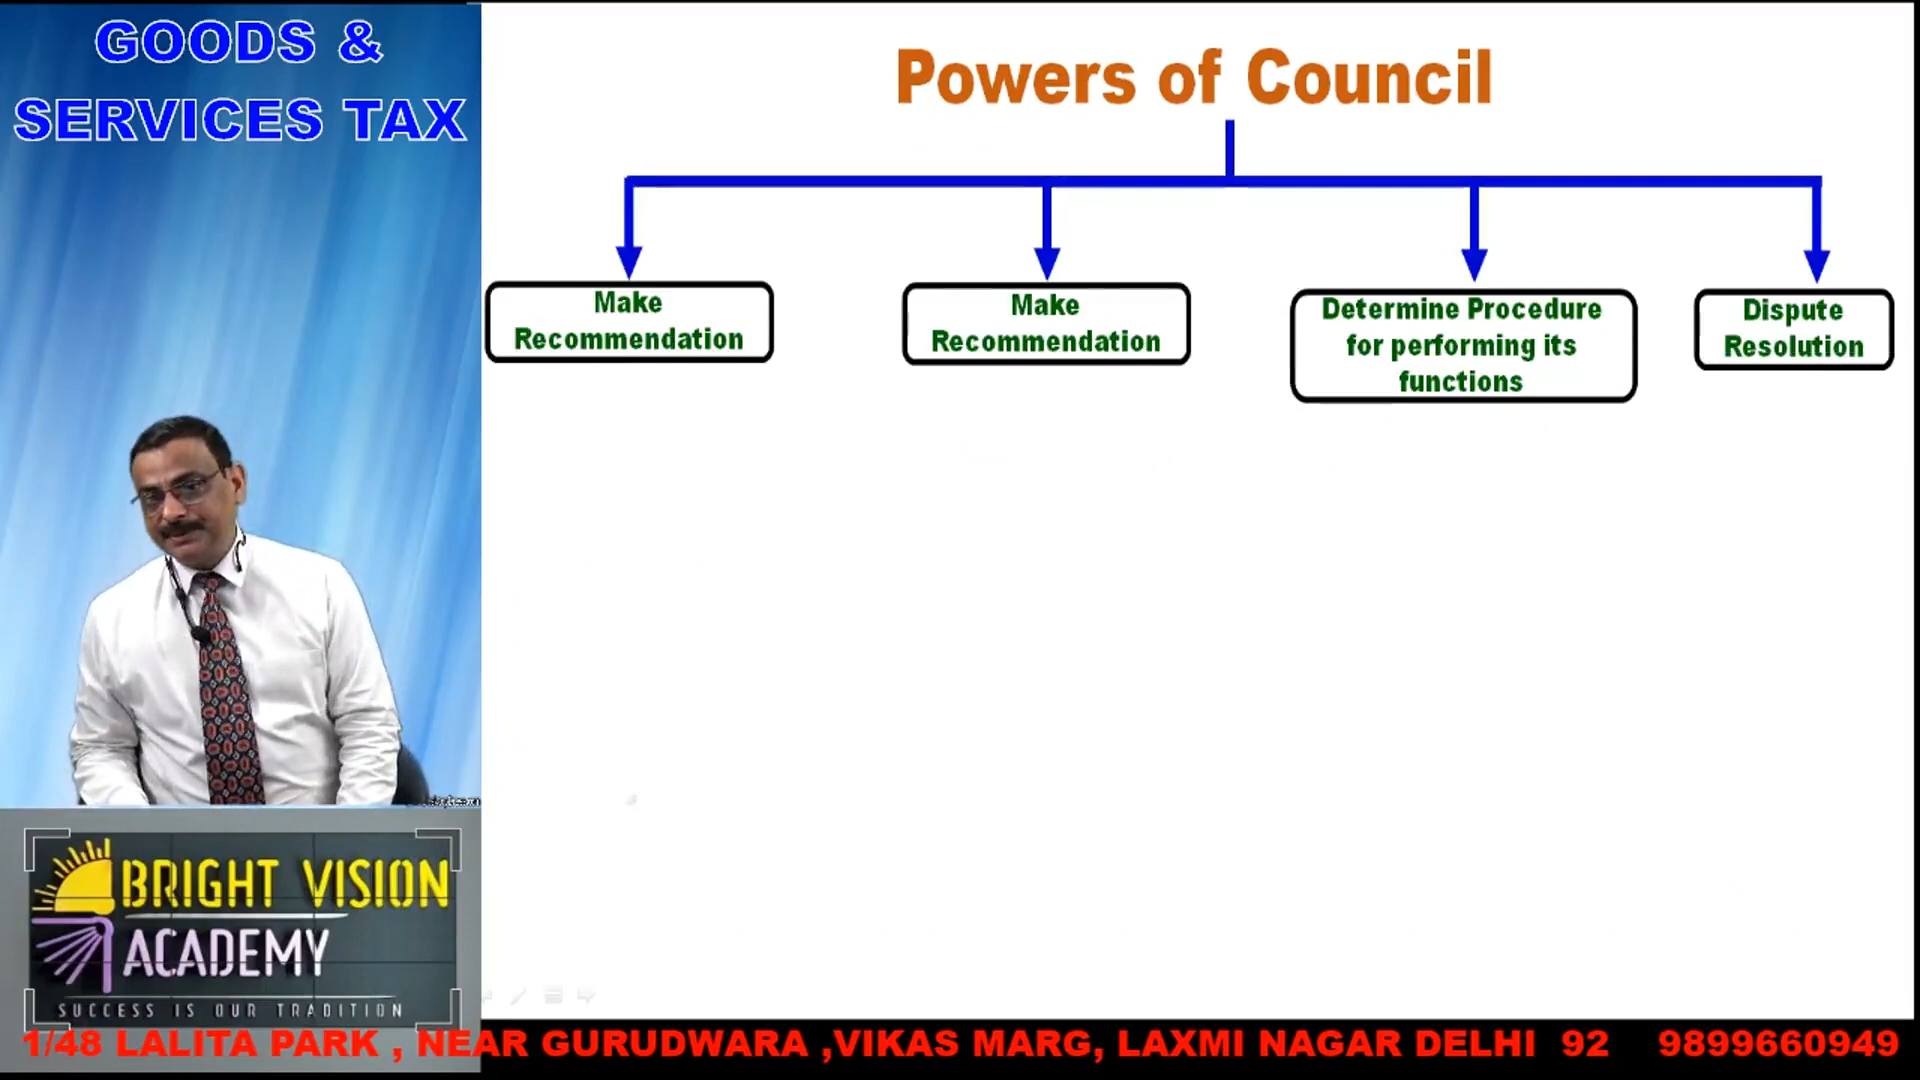 GOODS &
SERVICES TAX
Powers of Council
Make
Recommendation
Make
Recommendation
Determine Procedure
for performing its
functions
Dispute
Resolution
BRIGHT VISION
ACADEMY
SUCCESS IS OUR TRADITION
1/48 LALITA PARK , NEAR GURUDWARA ,VIKAS MARG, LAXMI NAGAR DELHI 92 9899660949